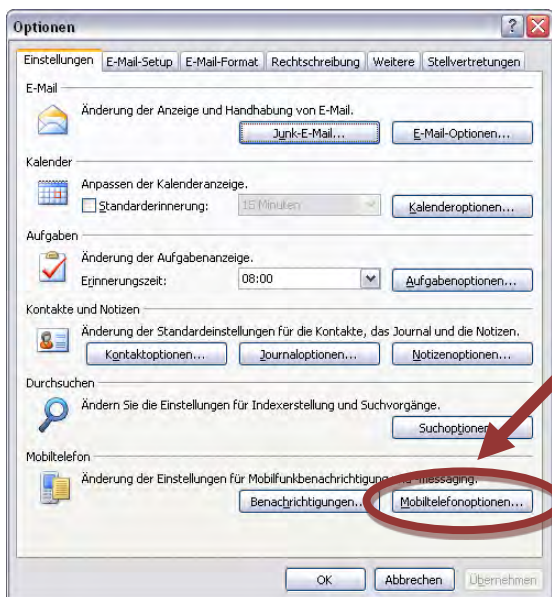 Optionen
Einstellungen E-Mail-Setup E-Mail-Format Rechtschreibung Weitere Stellvertretungen
E-Mail
Änderung der Anzeige und Handhabung von E-Mail.
Junk-E-Mail... E-Mail-Optionen...
Kalender
Anpassen der Kalenderanzeige.
Standarderinnerung: 15 Minuten Kalenderoptionen...
Aufgaben
Änderung der Aufgabenanzeige.
Erinnerungszeit: 08:00 Aufgabenoptionen...
Kontakte und Notizen
Änderung der Standardeinstellungen für die Kontakte, das Journal und die Notizen.
Kontaktoptionen... Journaloptionen... Notizenoptionen...
Durchsuchen
Ändern Sie die Einstellungen für Indexerstellung und Suchvorgänge.
Suchoptionen
Mobiltelefon
Änderung der Einstellungen für Mobilfunkbenachrichtigung -messaging.
Benachrichtigungen... Mobiltelefonoptionen...
OK Abbrechen Übernehmen